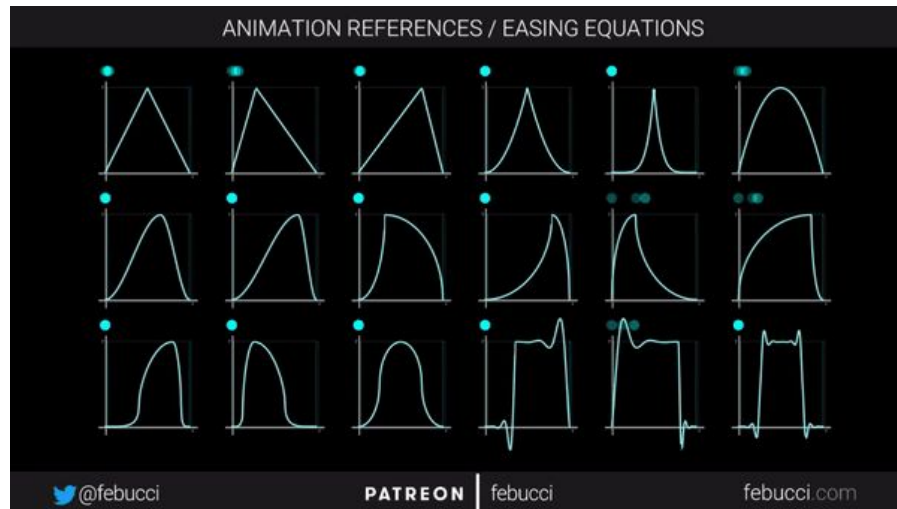 ANIMATION REFERENCES / EASING EQUATIONS
@febucci
PATREON
febucci
febucci.com